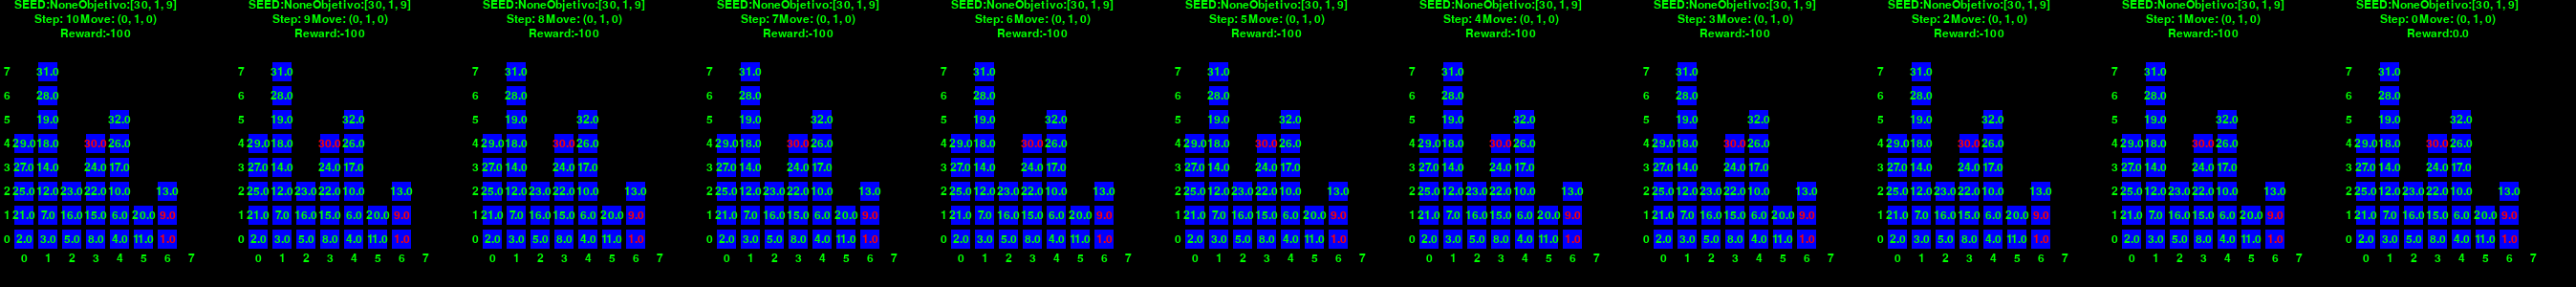 SEED:NoneObjetivo:[30, 1, 9]
Step: 10Move: (0, 1, 0)
Reward:-100
7 31.0
6 28.0
5 19.0 32.0
4 29.0 18.0 30.0 26.0
3 27.0 14.0 24.0 17.0
2 25.0 12.0 23.0 22.0 10.0 13.0
1 21.0 7.0 16.0 15.0 6.0 20.0 9.0
0 2.0 3.0 5.0 8.0 4.0 11.0 1.0
0 1 2 3 4 5 6 7
SEED:NoneObjetivo:[30, 1, 9]
Step: 9Move: (0, 1, 0)
Reward:-100
7 31.0
6 28.0
5 19.0 32.0
4 29.0 18.0 30.0 26.0
3 27.0 14.0 24.0 17.0
2 25.0 12.0 23.0 22.0 10.0 13.0
1 21.0 7.0 16.0 15.0 6.0 20.0 9.0
0 2.0 3.0 5.0 8.0 4.0 11.0 1.0
0 1 2 3 4 5 6 7
SEED:NoneObjetivo:[30, 1, 9]
Step: 8Move: (0, 1, 0)
Reward:-100
7 31.0
6 28.0
5 19.0 32.0
4 29.0 18.0 30.0 26.0
3 27.0 14.0 24.0 17.0
2 25.0 12.0 23.0 22.0 10.0 13.0
1 21.0 7.0 16.0 15.0 6.0 20.0 9.0
0 2.0 3.0 5.0 8.0 4.0 11.0 1.0
0 1 2 3 4 5 6 7
SEED:NoneObjetivo:[30, 1, 9]
Step: 7Move: (0, 1, 0)
Reward:-100
7 31.0
6 28.0
5 19.0 32.0
4 29.0 18.0 30.0 26.0
3 27.0 14.0 24.0 17.0
2 25.0 12.0 23.0 22.0 10.0 13.0
1 21.0 7.0 16.0 15.0 6.0 20.0 9.0
0 2.0 3.0 5.0 8.0 4.0 11.0 1.0
0 1 2 3 4 5 6 7
SEED:NoneObjetivo:[30, 1, 9]
Step: 6Move: (0, 1, 0)
Reward:-100
7 31.0
6 28.0
5 19.0 32.0
4 29.0 18.0 30.0 26.0
3 27.0 14.0 24.0 17.0
2 25.0 12.0 23.0 22.0 10.0 13.0
1 21.0 7.0 16.0 15.0 6.0 20.0 9.0
0 2.0 3.0 5.0 8.0 4.0 11.0 1.0
0 1 2 3 4 5 6 7
SEED:NoneObjetivo:[30, 1, 9]
Step: 5Move: (0, 1, 0)
Reward:-100
7 31.0
6 28.0
5 19.0 32.0
4 29.0 18.0 30.0 26.0
3 27.0 14.0 24.0 17.0
2 25.0 12.0 23.0 22.0 10.0 13.0
1 21.0 7.0 16.0 15.0 6.0 20.0 9.0
0 2.0 3.0 5.0 8.0 4.0 11.0 1.0
0 1 2 3 4 5 6 7
SEED:NoneObjetivo:[30, 1, 9]
Step: 4Move: (0, 1, 0)
Reward:-100
7 31.0
6 28.0
5 19.0 32.0
4 29.0 18.0 30.0 26.0
3 27.0 14.0 24.0 17.0
2 25.0 12.0 23.0 22.0 10.0 13.0
1 21.0 7.0 16.0 15.0 6.0 20.0 9.0
0 2.0 3.0 5.0 8.0 4.0 11.0 1.0
0 1 2 3 4 5 6 7
SEED:NoneObjetivo:[30, 1, 9]
Step: 3Move: (0, 1, 0)
Reward:-100
7 31.0
6 28.0
5 19.0 32.0
4 29.0 18.0 30.0 26.0
3 27.0 14.0 24.0 17.0
2 25.0 12.0 23.0 22.0 10.0 13.0
1 21.0 7.0 16.0 15.0 6.0 20.0 9.0
0 2.0 3.0 5.0 8.0 4.0 11.0 1.0
0 1 2 3 4 5 6 7
SEED:NoneObjetivo:[30, 1, 9]
Step: 2Move: (0, 1, 0)
Reward:-100
7 31.0
6 28.0
5 19.0 32.0
4 29.0 18.0 30.0 26.0
3 27.0 14.0 24.0 17.0
2 25.0 12.0 23.0 22.0 10.0 13.0
1 21.0 7.0 16.0 15.0 6.0 20.0 9.0
0 2.0 3.0 5.0 8.0 4.0 11.0 1.0
0 1 2 3 4 5 6 7
SEED:NoneObjetivo:[30, 1, 9]
Step: 1Move: (0, 1, 0)
Reward:-100
7 31.0
6 28.0
5 19.0 32.0
4 29.0 18.0 30.0 26.0
3 27.0 14.0 24.0 17.0
2 25.0 12.0 23.0 22.0 10.0 13.0
1 21.0 7.0 16.0 15.0 6.0 20.0 9.0
0 2.0 3.0 5.0 8.0 4.0 11.0 1.0
0 1 2 3 4 5 6 7
SEED:NoneObjetivo:[30, 1, 9]
Step: 0Move: (0, 1, 0)
Reward:0.0
7 31.0
6 28.0
5 19.0 32.0
4 29.0 18.0 30.0 26.0
3 27.0 14.0 24.0 17.0
2 25.0 12.0 23.0 22.0 10.0 13.0
1 21.0 7.0 16.0 15.0 6.0 20.0 9.0
0 2.0 3.0 5.0 8.0 4.0 11.0 1.0
0 1 2 3 4 5 6 7